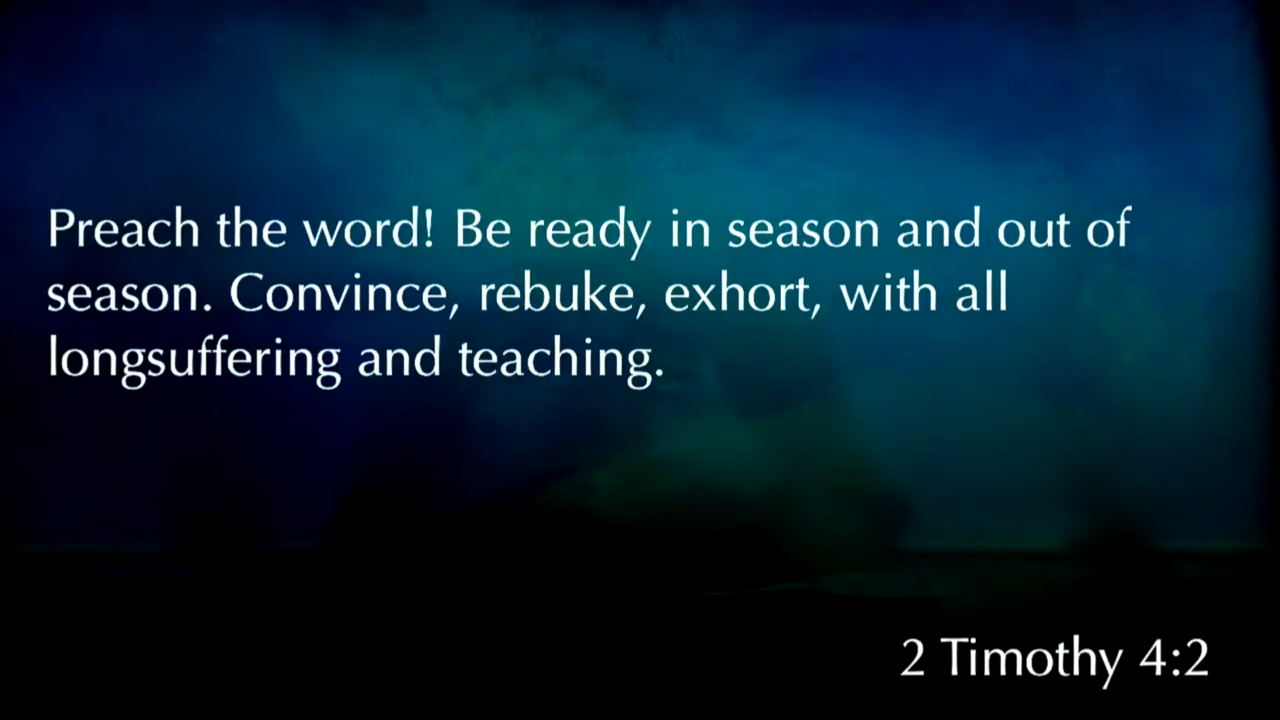 Preach the word! Be ready in season and out of
season. Convince, rebuke, exhort, with all
longsuffering and teaching.
2 Timothy 4:2